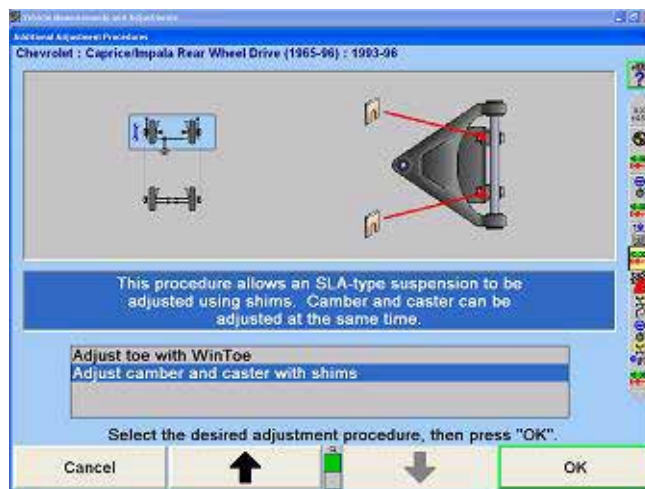 Vehicle Measurements and Adjustments
Additional Adjustment Procedures
Chevrolet : Caprice/Impala Rear Wheel Drive (1965-96) : 1993-96
This procedure allows an SLA-type suspension to be
adjusted using shims.  Camber and caster can be
adjusted at the same time.
Adjust toe with WinToe
Adjust camber and caster with shims
Select the desired adjustment procedure, then press "OK".
Cancel
OK